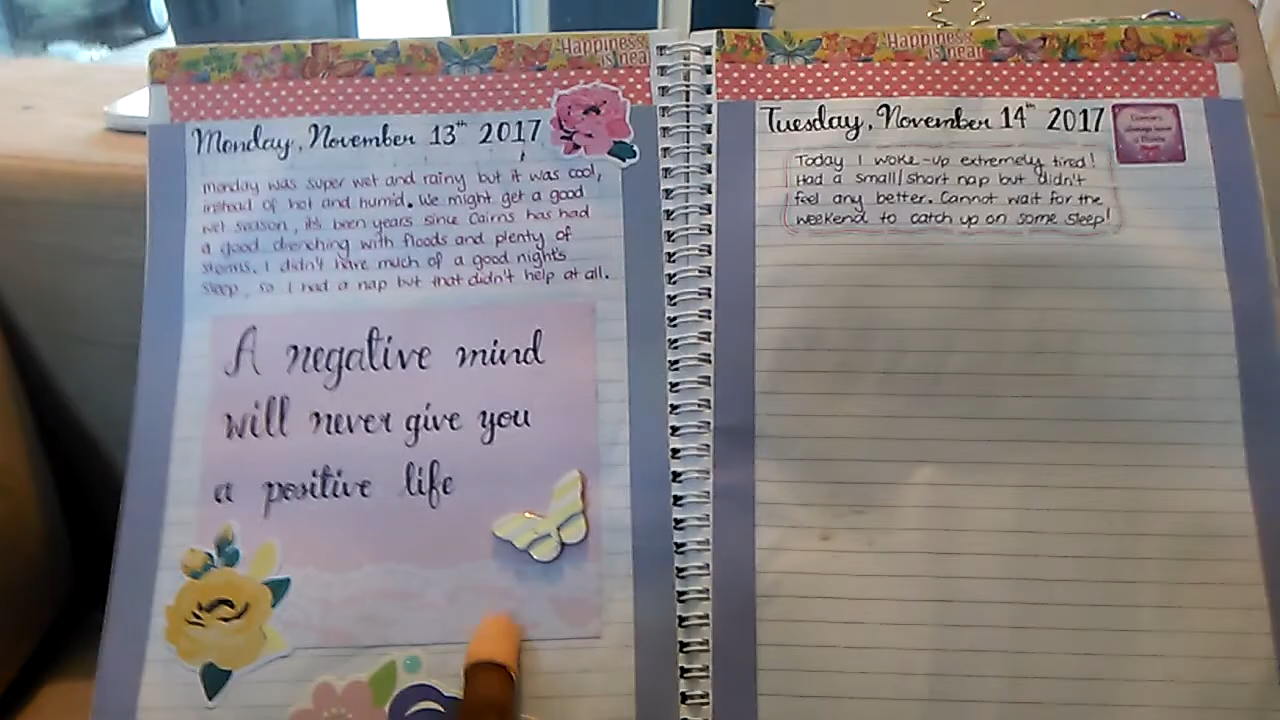 Happiness
is near
Monday, November 13th 2017
Monday was super wet and rainy but it was cool,
instead of hot and humid. We might get a good
wet season, its been years since Cairns has had
a good drenching with floods and plenty of
storms. I didn't have much of a good night's
sleep, so I had a nap but that didn't help at all.
A negative mind
will never give you
a positive life
Happiness
is near
Tuesday, November 14th 2017
Today I woke-up extremely tired!
Had a small/short nap but didn't
feel any better. Cannot wait for the
weekend to catch up on some sleep!